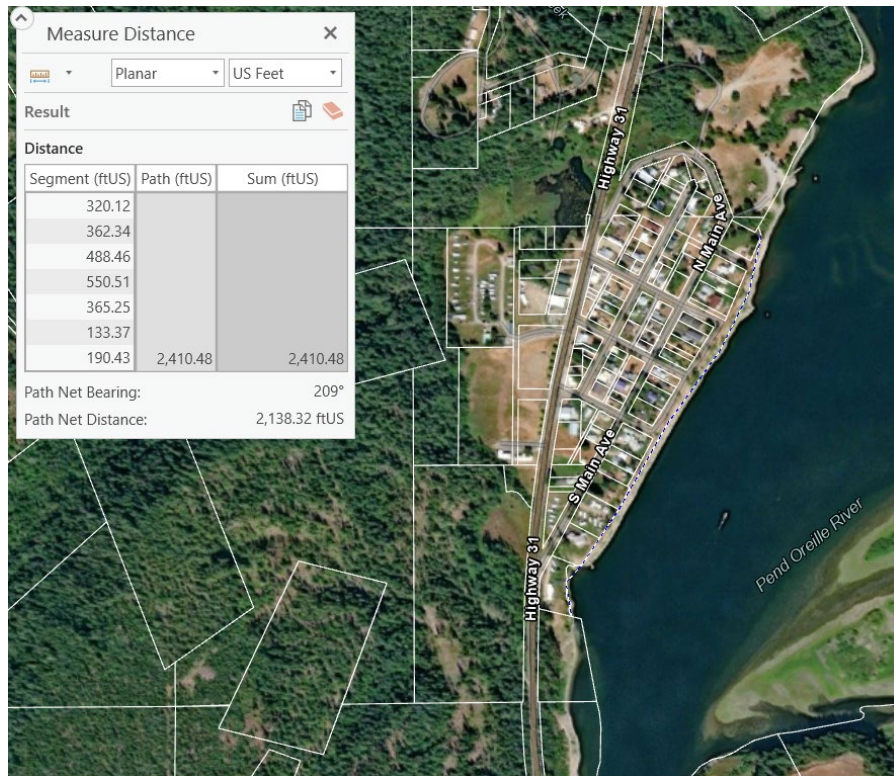 Measure Distance
Planar
US Feet
Result
Distance
Segment (ftUS) Path (ftUS) Sum (ftUS)
320.12
362.34
488.46
550.51
365.25
133.37
190.43 2,410.48 2,410.48
Path Net Bearing: 209°
Path Net Distance: 2,138.32 ftUS
Highway 31
N Main Ave
S Main Ave
Highway 31
Pend Oreille River